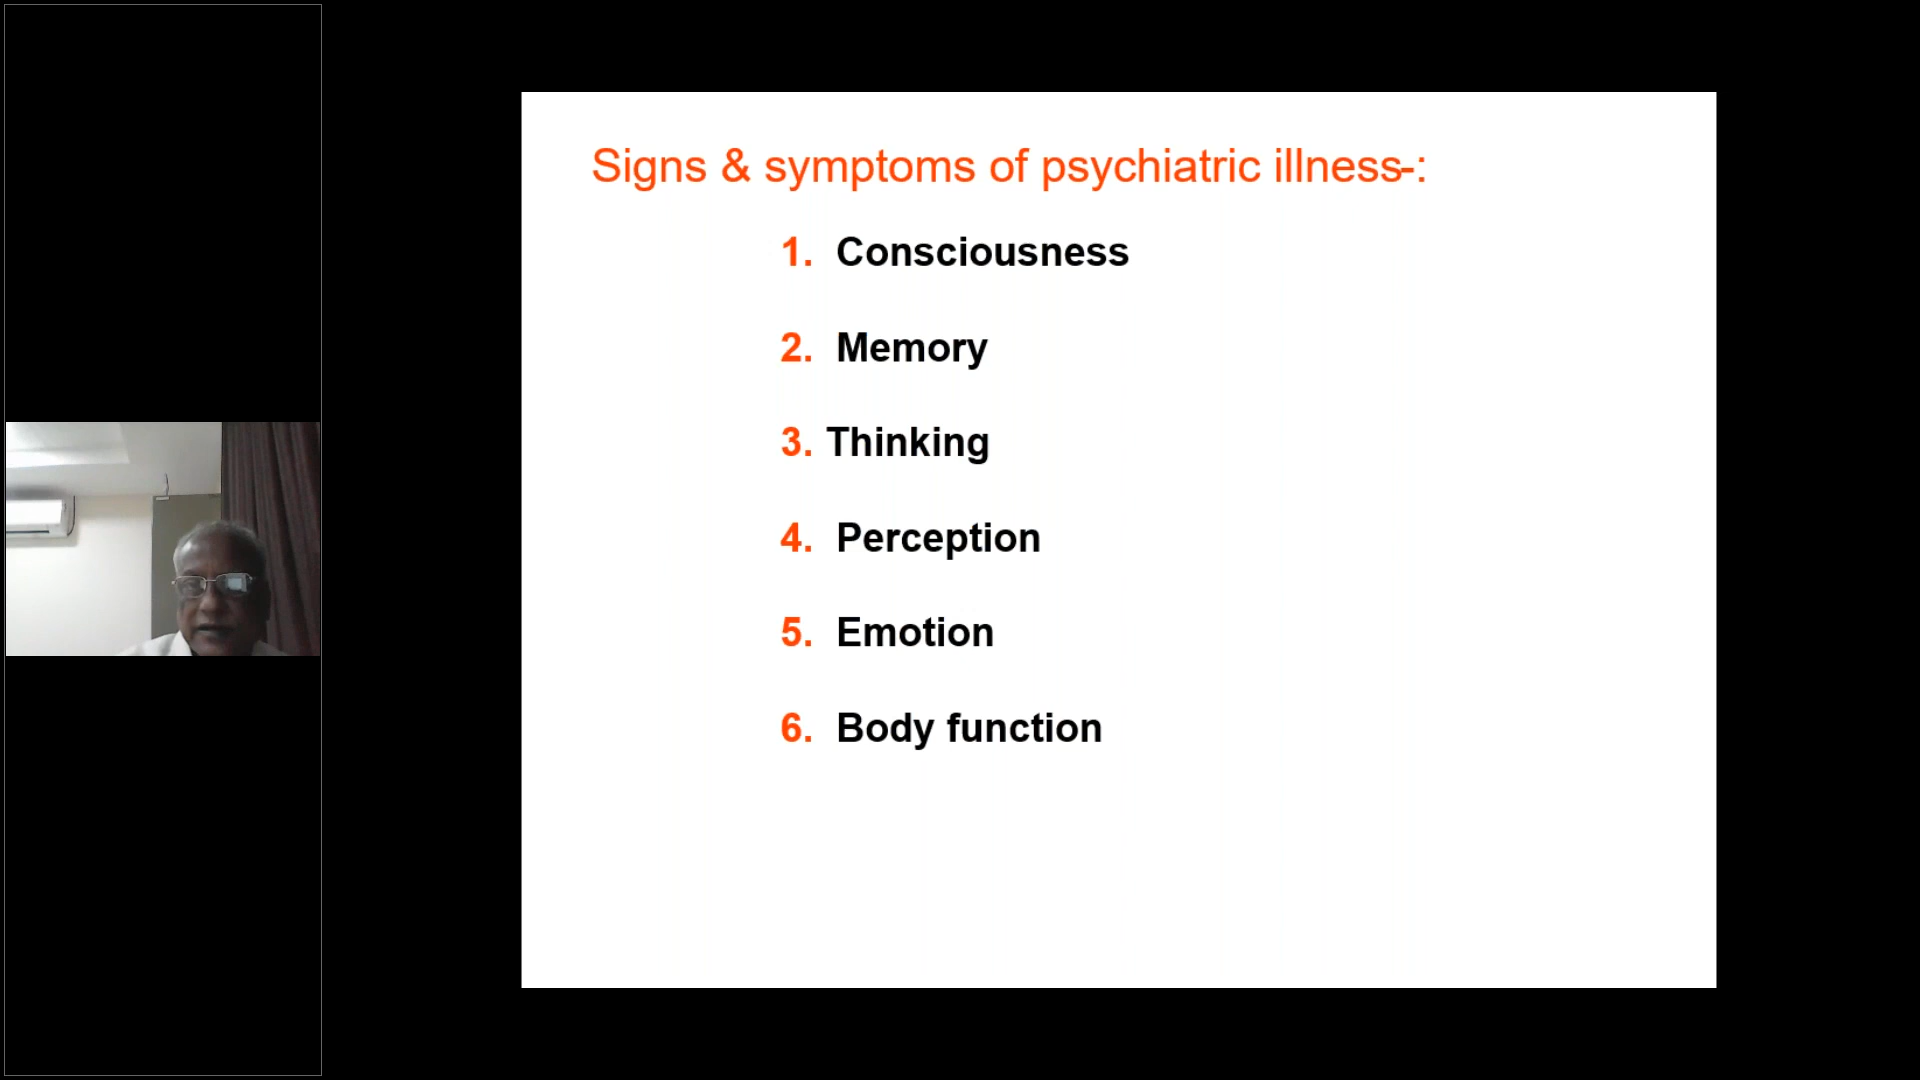 Signs & symptoms of psychiatric illness-:
1. Consciousness
2. Memory
3. Thinking
4. Perception
5. Emotion
6. Body function